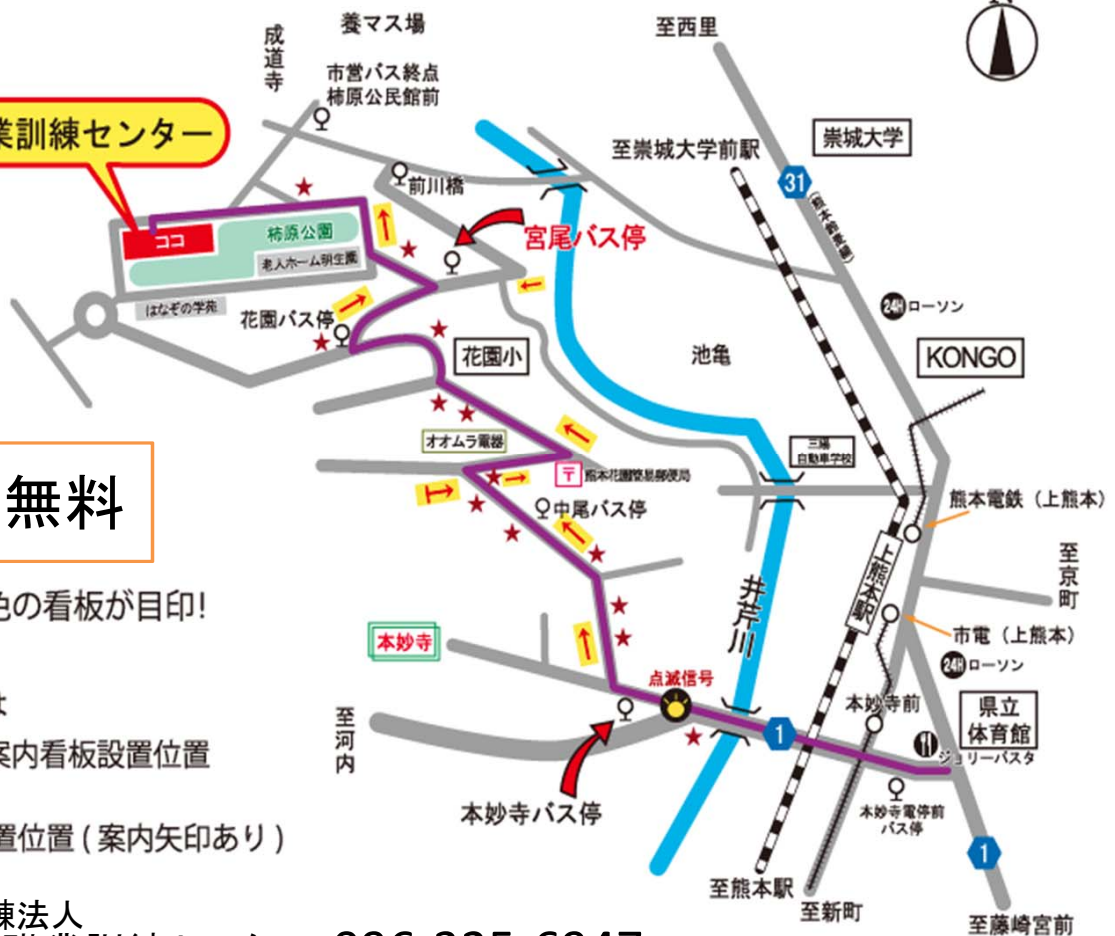 養マス場
成道寺
市営バス終点
柿原公民館前
至西里
N
業訓練センター
至崇城大学前駅
崇城大学
31
前川橋
宮尾バス停
ココ
柿原公園
老人ホーム明生園
はなぞの学苑
花園バス停
24H ローソン
池亀
花園小
KONGO
オオムラ電器
三陽
自動車学校
〒 熊本花園簡易郵便局
無料
中尾バス停
熊本電鉄（上熊本）
至京町
上熊本駅
色の看板が目印!
井芹川
市電（上熊本）
本妙寺
24H ローソン
点滅信号
本妙寺前
県立
体育館
案内看板設置位置
至河内
1
ジョリーパスタ
本妙寺バス停
本妙寺電停前
バス停
置位置 ( 案内矢印あり )
1
至熊本駅
至新町
至藤崎宮前
練法人